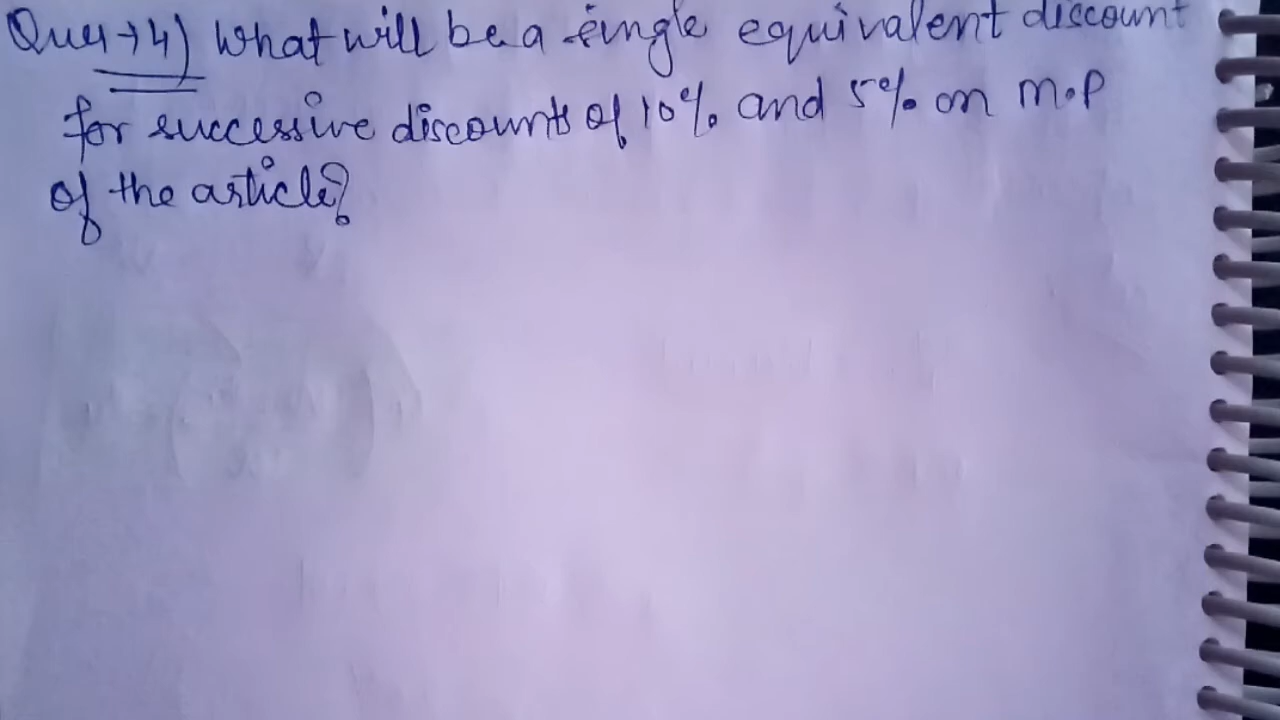 Ques→4) What will be a single equivalent discount
for successive discounts of 10% and 5% on M.P
of the article?